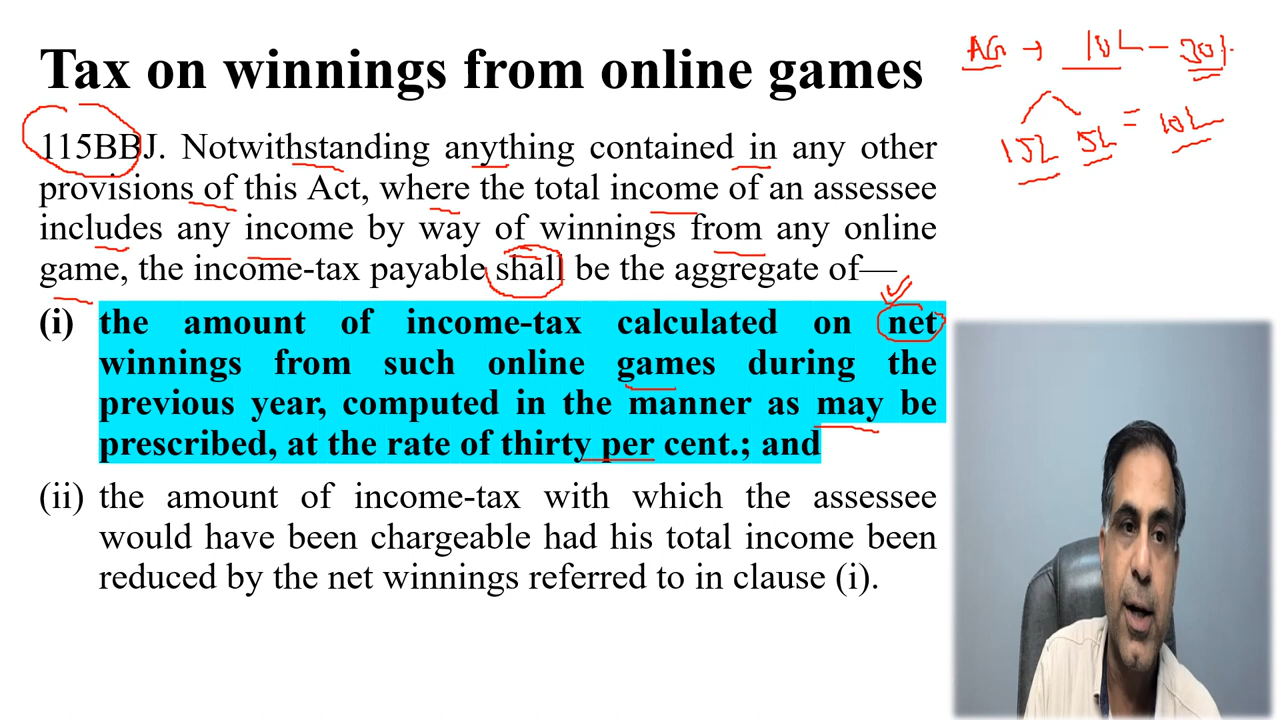 Tax on winnings from online games
115BBJ. Notwithstanding anything contained in any other
provisions of this Act, where the total income of an assessee
includes any income by way of winnings from any online
game, the income-tax payable shall be the aggregate of—
(i) the amount of income-tax calculated on net
winnings from such online games during the
previous year, computed in the manner as may be
prescribed, at the rate of thirty per cent.; and
(ii) the amount of income-tax with which the assessee
would have been chargeable had his total income been
reduced by the net winnings referred to in clause (i).
AG → 10L – 30%
15L 5L = 10L